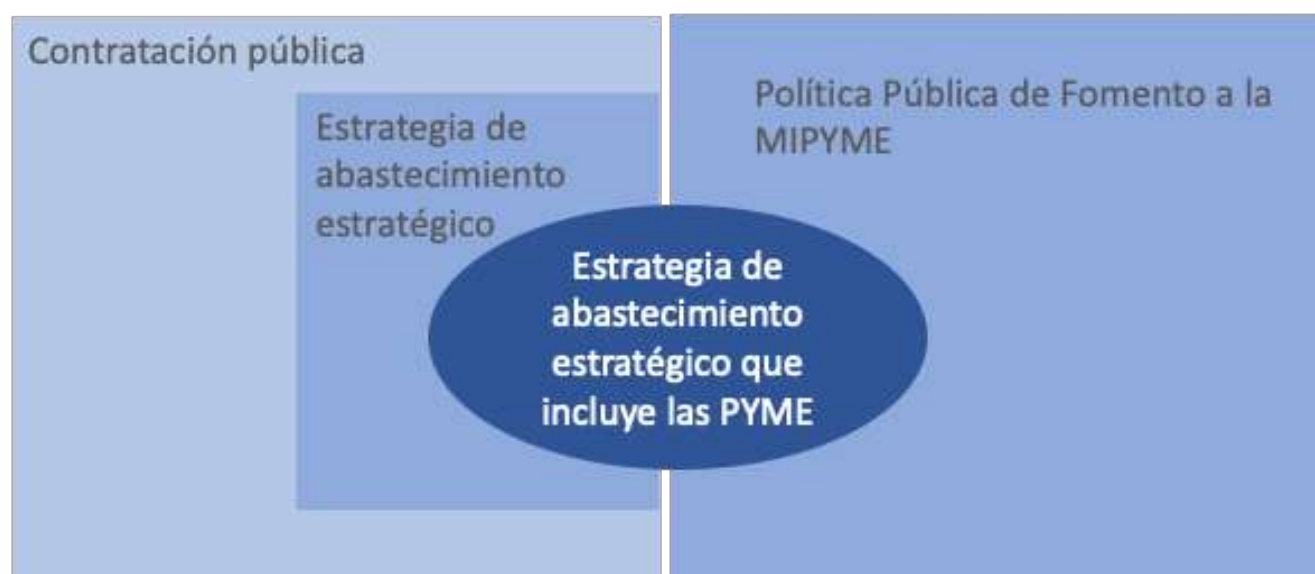 Contratación pública
Estrategia de
abastecimiento
estratégico
Política Pública de Fomento a la
MIPYME
Estrategia de
abastecimiento
estratégico que
incluye las PYME